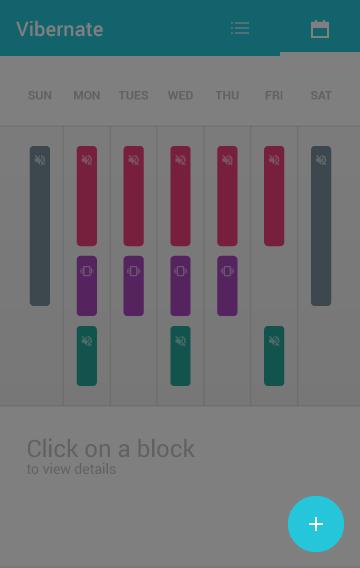 Vibernate
SUN MON TUES WED THU FRI SAT
Click on a block
to view details